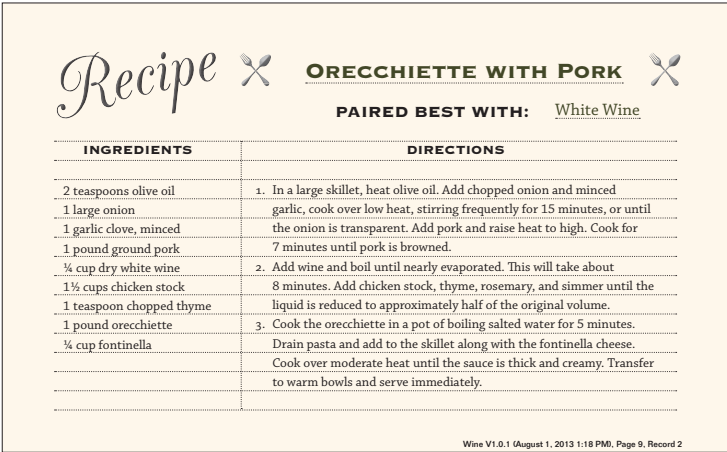 Recipe
Orecchiette with Pork
PAIRED BEST WITH: White Wine
INGREDIENTS
DIRECTIONS
2 teaspoons olive oil
1 large onion
1 garlic clove, minced
1 pound ground pork
¼ cup dry white wine
1½ cups chicken stock
1 teaspoon chopped thyme
1 pound orecchiette
¼ cup fontinella
1. In a large skillet, heat olive oil. Add chopped onion and minced
garlic, cook over low heat, stirring frequently for 15 minutes, or until
the onion is transparent. Add pork and raise heat to high. Cook for
7 minutes until pork is browned.
2. Add wine and boil until nearly evaporated. This will take about
8 minutes. Add chicken stock, thyme, rosemary, and simmer until the
liquid is reduced to approximately half of the original volume.
3. Cook the orecchiette in a pot of boiling salted water for 5 minutes.
Drain pasta and add to the skillet along with the fontinella cheese.
Cook over moderate heat until the sauce is thick and creamy. Transfer
to warm bowls and serve immediately.
Wine V1.0.1 (August 1, 2013 1:18 PM), Page 9, Record 2